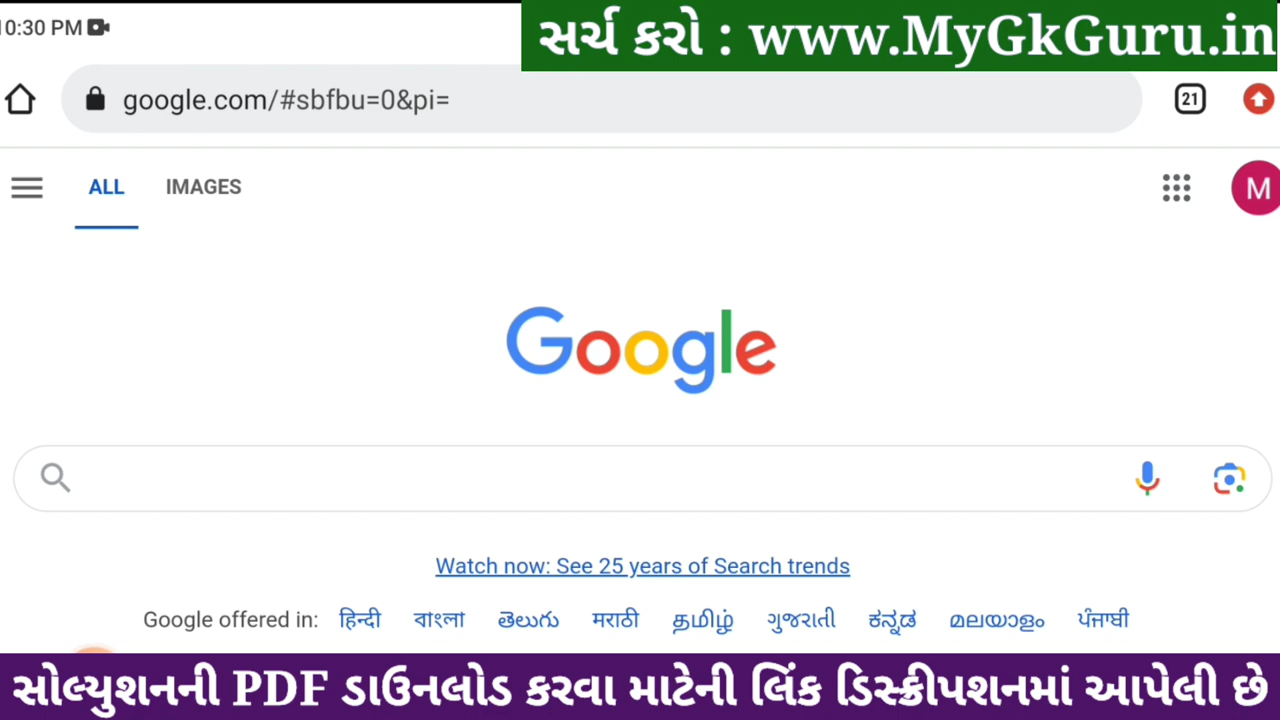 10:30 PM
સર્ચ કરો : www.MyGkGuru.in
google.com/#sbfbu=0&pi=
21
ALL IMAGES
M
Google
Watch now: See 25 years of Search trends
Google offered in: हिन्दी বাংলা తెలుగు मराठी தமிழ் ગુજરાતી ಕನ್ನಡ മലയാളം ਪੰਜਾਬੀ
સોલ્યુશનની PDF ડાઉનલોડ કરવા માટેની લિંક ડિસ્ક્રીપશનમાં આપેલી છે